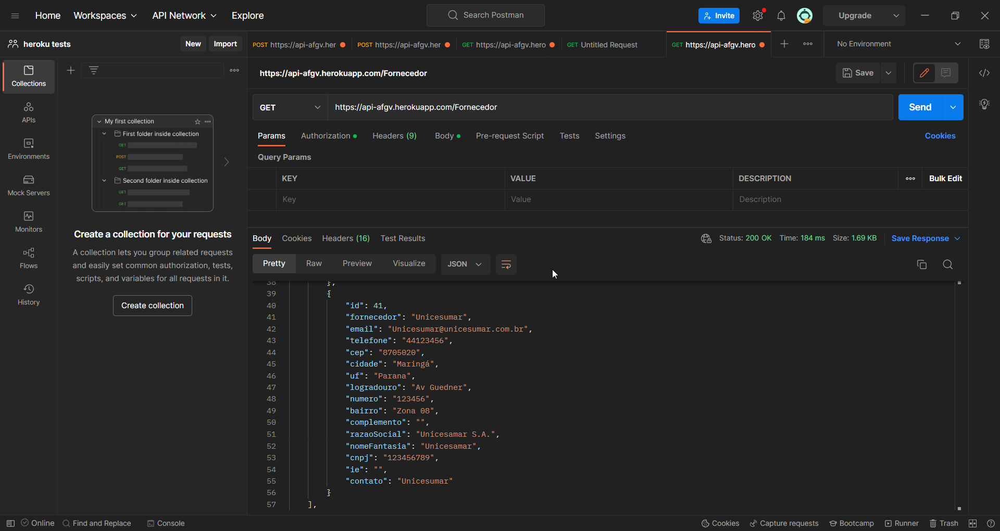 Home Workspaces API Network Explore Search Postman Invite Upgrade
heroku tests New Import
POST https://api-afgv.her POST https://api-afgv.her GET https://api-afgv.hero GET Untitled Request GET https://api-afgv.hero No Environment
Collections
APIs
Environments
Mock Servers
Monitors
Flows
History
My first collection
First folder inside collection
GET
POST
GET
Second folder inside collection
GET
GET
Create a collection for your requests
A collection lets you group related requests
and easily set common authorization, tests,
scripts, and variables for all requests in it.
Create collection
https://api-afgv.herokuapp.com/Fornecedor Save
GET https://api-afgv.herokuapp.com/Fornecedor Send
Params Authorization Headers (9) Body Pre-request Script Tests Settings Cookies
Query Params
KEY VALUE DESCRIPTION Bulk Edit
Key Value Description
Body Cookies Headers (16) Test Results Status: 200 OK Time: 184 ms Size: 1.69 KB Save Response
Pretty Raw Preview Visualize JSON
38 },
39 {
40 "id": 41,
41 "fornecedor": "Unicesumar",
42 "email": "Unicesumar@unicesumar.com.br",
43 "telefone": "44123456",
44 "cep": "8705020",
45 "cidade": "Maringá",
46 "uf": "Parana",
47 "logradouro": "Av Guedner",
48 "numero": "123456",
49 "bairro": "Zona 08",
50 "complemento": "",
51 "razaoSocial": "Unicesamar S.A.",
52 "nomeFantasia": "Unicesamar",
53 "cnpj": "123456789",
54 "ie": "",
55 "contato": "Unicesumar"
56 }
57 ],
Online Find and Replace Console Cookies Capture requests Bootcamp Runner Trash